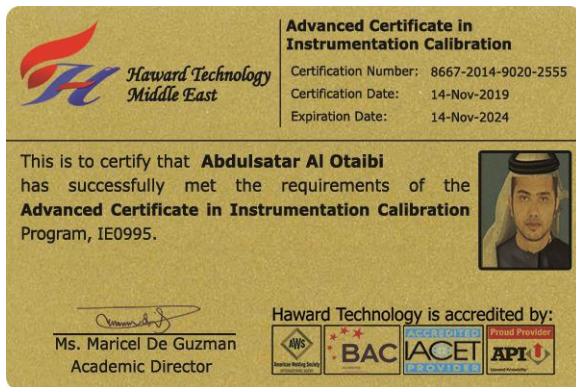 Advanced Certificate in
Instrumentation Calibration
Haward Technology
Middle East
Certification Number: 8667-2014-9020-2555
Certification Date: 14-Nov-2019
Expiration Date: 14-Nov-2024
This is to certify that Abdulsatar Al Otaibi
has successfully met the requirements of the
Advanced Certificate in Instrumentation Calibration
Program, IE0995.
Ms. Maricel De Guzman
Academic Director
Haward Technology is accredited by:
AWS
American Welding Society
BAC
ACCREDITED
IACET
PROVIDER
Proud Provider
API